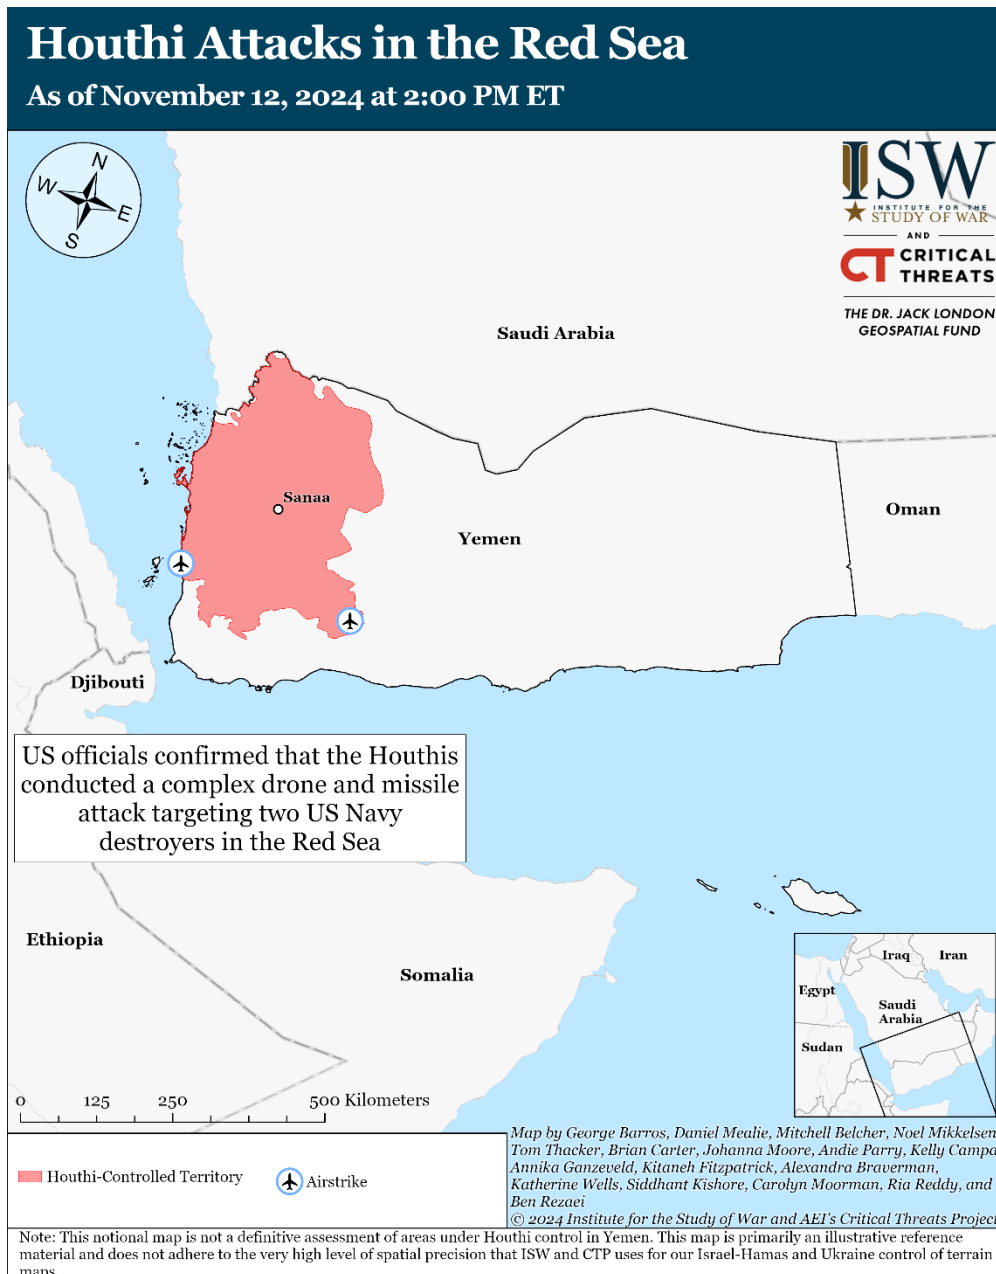 Houthi Attacks in the Red Sea
As of November 12, 2024 at 2:00 PM ET
N
W
E
S
ISW
INSTITUTE FOR THE
STUDY OF WAR
AND
CT CRITICAL
THREATS
THE DR. JACK LONDON
GEOSPATIAL FUND
Saudi Arabia
Sanaa
Oman
Yemen
Djibouti
US officials confirmed that the Houthis
conducted a complex drone and missile
attack targeting two US Navy
destroyers in the Red Sea
Ethiopia
Somalia
Iraq
Iran
Egypt
Saudi
Arabia
Sudan
0 125 250 500 Kilometers
Houthi-Controlled Territory
Airstrike
Map by George Barros, Daniel Mealie, Mitchell Belcher, Noel Mikkelsen,
Tom Thacker, Brian Carter, Johanna Moore, Andie Parry, Kelly Campa
Annika Ganzeveld, Kitaneh Fitzpatrick, Alexandra Braverman,
Katherine Wells, Siddhant Kishore, Carolyn Moorman, Ria Reddy, and
Ben Rezaei
© 2024 Institute for the Study of War and AEI's Critical Threats Project
Note: This notional map is not a definitive assessment of areas under Houthi control in Yemen. This map is primarily an illustrative reference
material and does not adhere to the very high level of spatial precision that ISW and CTP uses for our Israel-Hamas and Ukraine control of terrain
maps